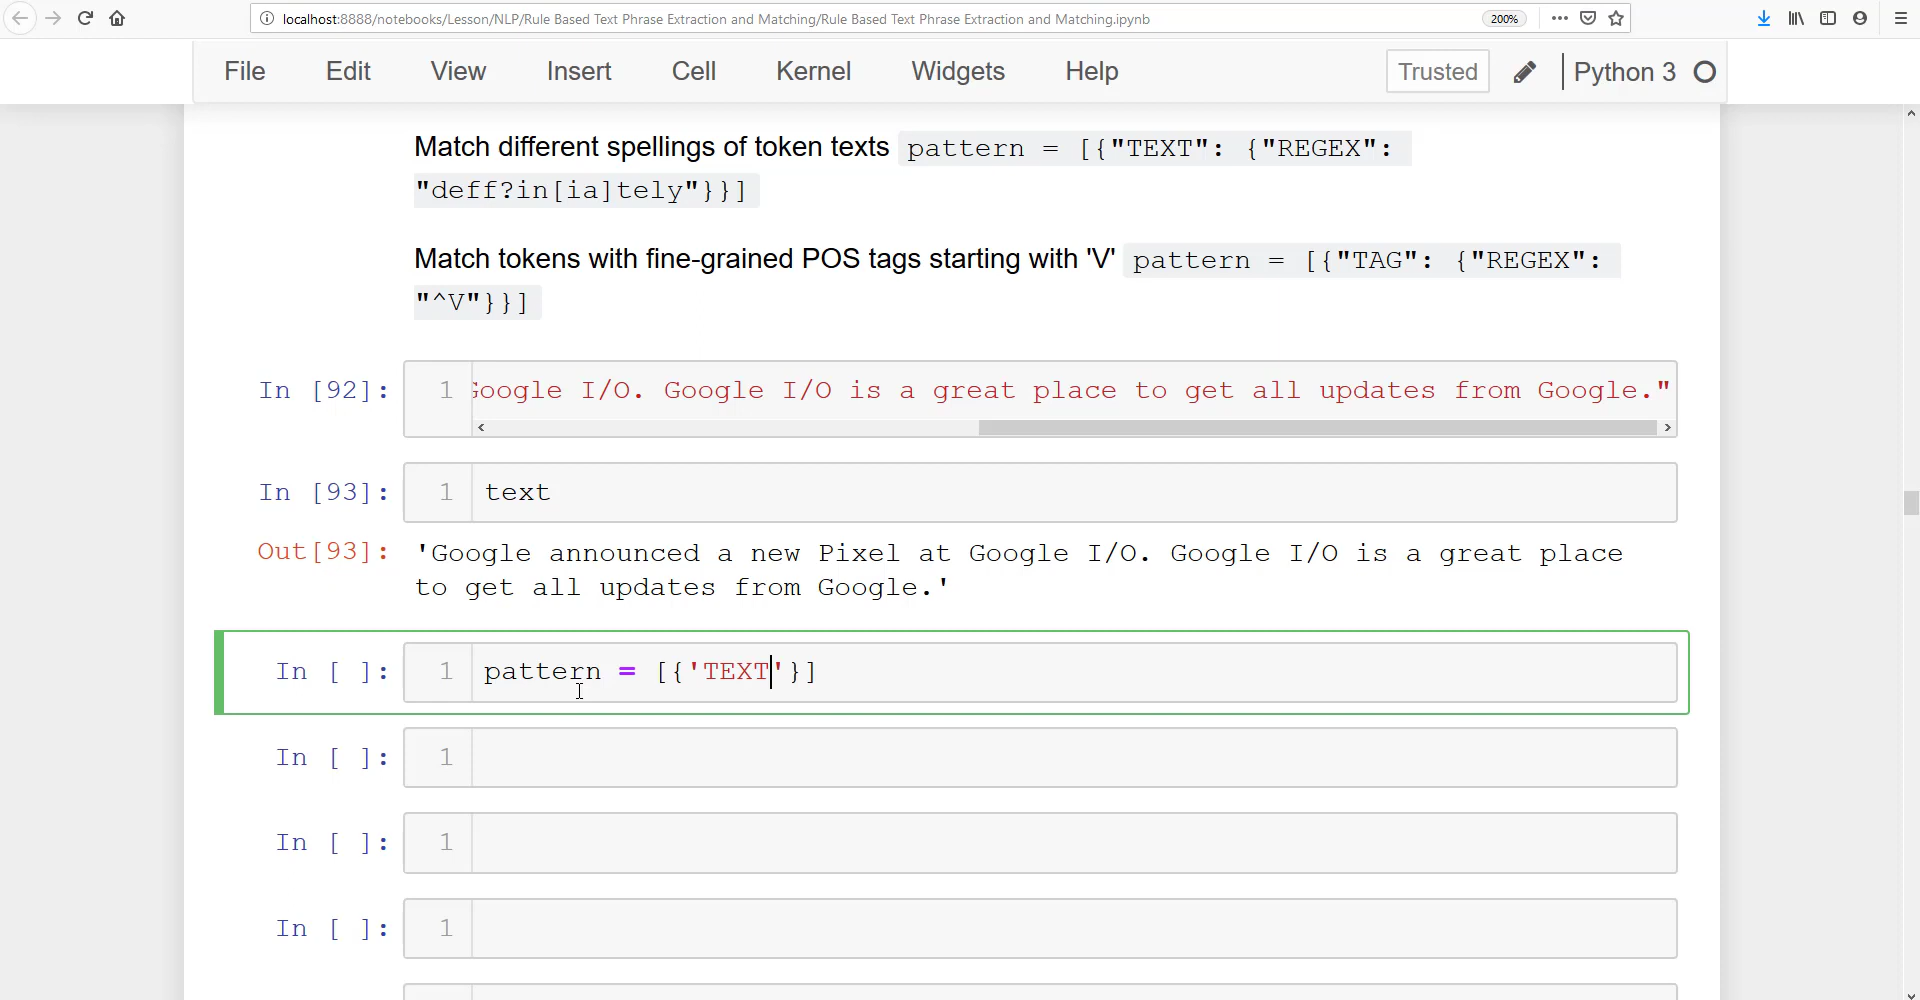 localhost:8888/notebooks/Lesson/NLP/Rule Based Text Phrase Extraction and Matching/Rule Based Text Phrase Extraction and Matching.ipynb 200%
File Edit View Insert Cell Kernel Widgets Help Trusted Python 3
Match different spellings of token texts pattern = [{"TEXT": {"REGEX":
"deff?in[ia]tely"}}]
Match tokens with fine-grained POS tags starting with 'V' pattern = [{"TAG": {"REGEX":
"^V"}}]
In [92]: 1 Google I/O. Google I/O is a great place to get all updates from Google."
In [93]: 1 text
Out[93]: 'Google announced a new Pixel at Google I/O. Google I/O is a great place
to get all updates from Google.'
In [ ]: 1 pattern = [{'TEXT'}]
In [ ]: 1
In [ ]: 1
In [ ]: 1